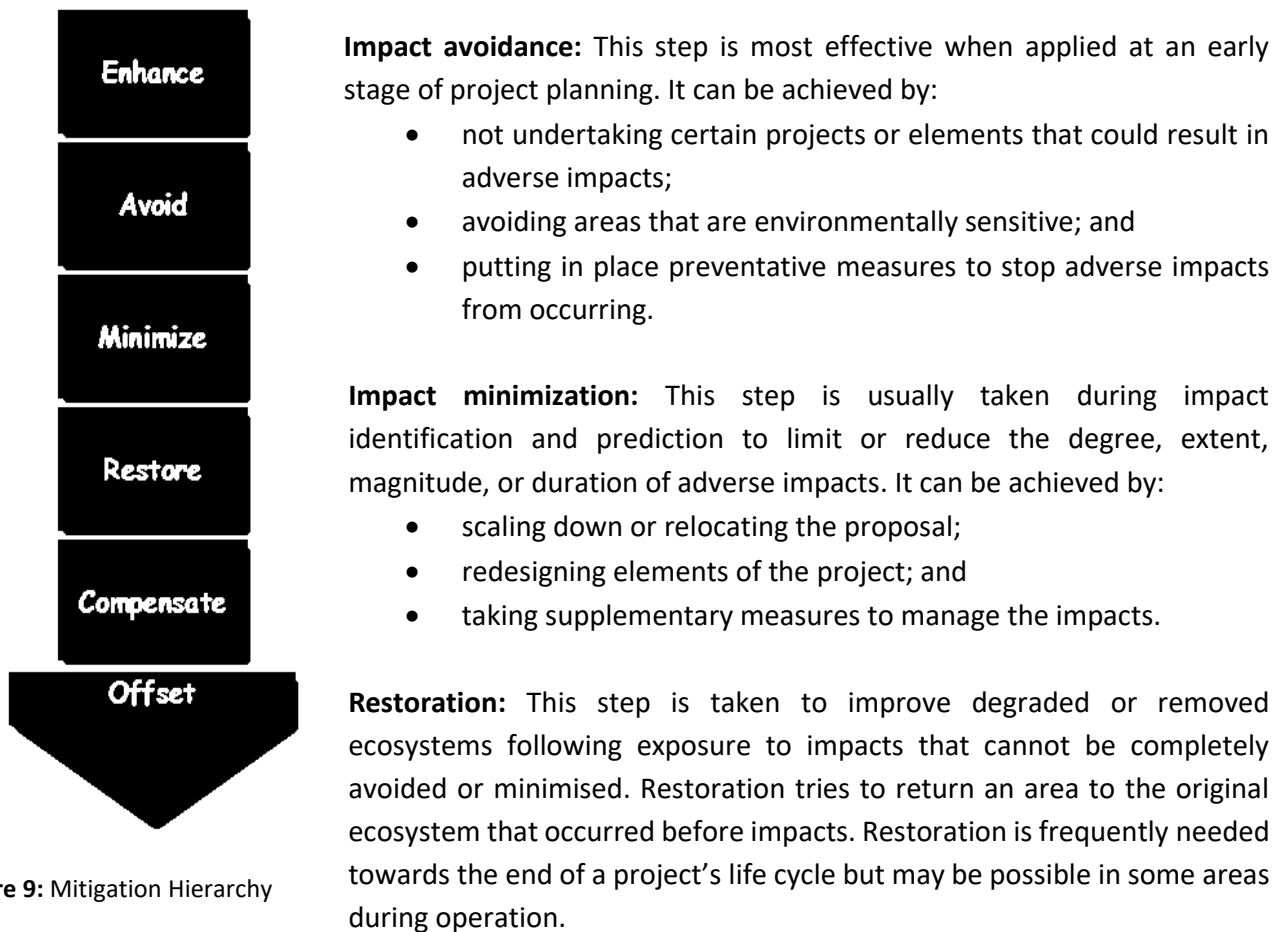 Enhance
Avoid
Minimize
Restore
Compensate
Offset
re 9: Mitigation Hierarchy
Impact avoidance: This step is most effective when applied at an early
stage of project planning. It can be achieved by:
• not undertaking certain projects or elements that could result in
adverse impacts;
• avoiding areas that are environmentally sensitive; and
• putting in place preventative measures to stop adverse impacts
from occurring.
Impact minimization: This step is usually taken during impact
identification and prediction to limit or reduce the degree, extent,
magnitude, or duration of adverse impacts. It can be achieved by:
• scaling down or relocating the proposal;
• redesigning elements of the project; and
• taking supplementary measures to manage the impacts.
Restoration: This step is taken to improve degraded or removed
ecosystems following exposure to impacts that cannot be completely
avoided or minimised. Restoration tries to return an area to the original
ecosystem that occurred before impacts. Restoration is frequently needed
towards the end of a project’s life cycle but may be possible in some areas
during operation.